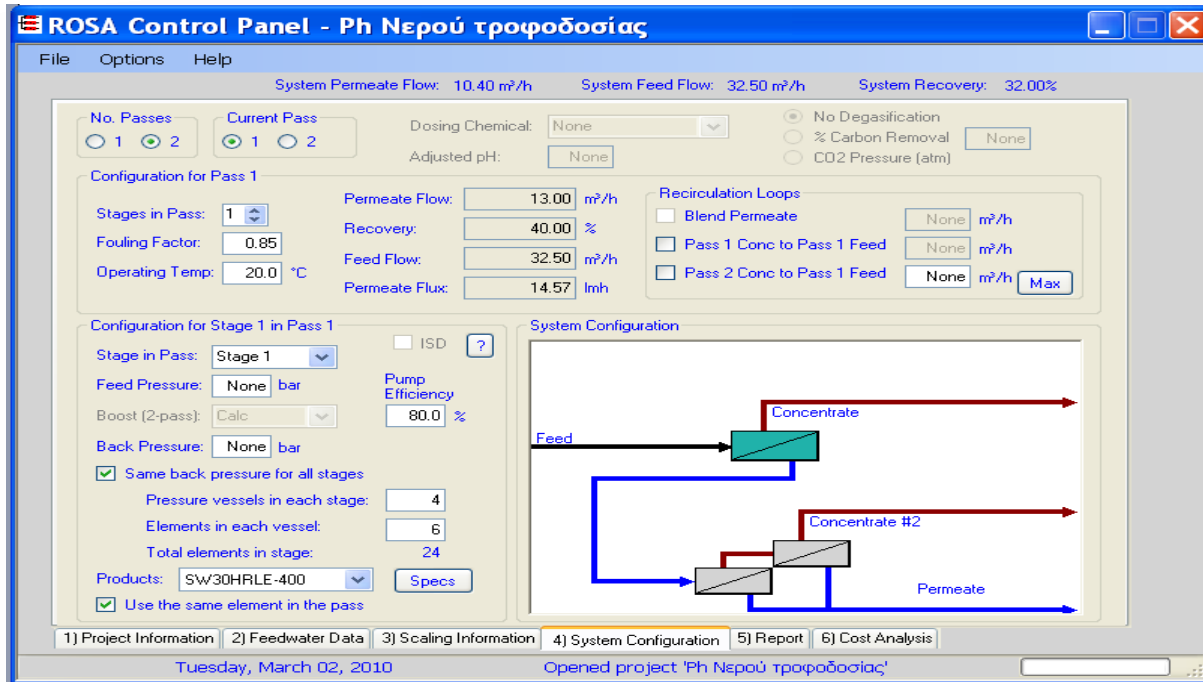 ROSA Control Panel - Ph Νερού τροφοδοσίας
File Options Help
System Permeate Flow: 10.40 m³/h System Feed Flow: 32.50 m³/h System Recovery: 32.00%
No. Passes
1 2
Current Pass
1 2
Dosing Chemical: None
Adjusted pH: None
No Degasification
% Carbon Removal None
CO2 Pressure (atm)
Configuration for Pass 1
Stages in Pass: 1
Fouling Factor: 0.85
Operating Temp: 20.0 °C
Permeate Flow: 13.00 m³/h
Recovery: 40.00 %
Feed Flow: 32.50 m³/h
Permeate Flux: 14.57 lmh
Recirculation Loops
Blend Permeate None m³/h
Pass 1 Conc to Pass 1 Feed None m³/h
Pass 2 Conc to Pass 1 Feed None m³/h Max
Configuration for Stage 1 in Pass 1
Stage in Pass: Stage 1
ISD ?
Feed Pressure: None bar
Pump
Efficiency
80.0 %
Boost (2-pass): Calc
Back Pressure: None bar
Same back pressure for all stages
Pressure vessels in each stage: 4
Elements in each vessel: 6
Total elements in stage: 24
Products: SW30HRLE-400 Specs
Use the same element in the pass
System Configuration
Concentrate
Feed
Concentrate #2
Permeate
1) Project Information 2) Feedwater Data 3) Scaling Information 4) System Configuration 5) Report 6) Cost Analysis
Tuesday, March 02, 2010 Opened project 'Ph Νερού τροφοδοσίας'